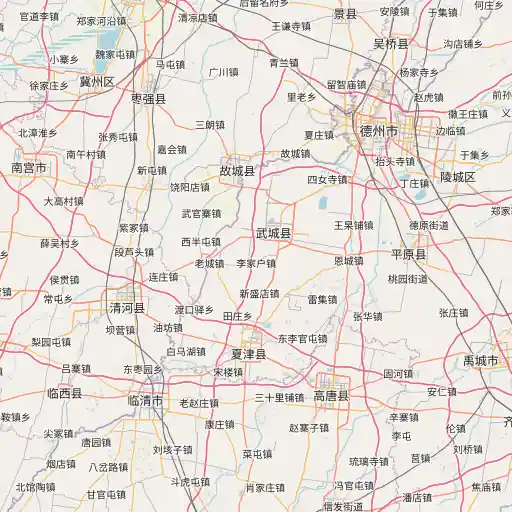 官道李镇
郑家河沿镇
清凉店镇
后留名府乡
景县
安陵镇
于集镇
何庄乡
王谦寺镇
吴桥县
沟店铺乡
魏家屯镇
小寨乡
马屯镇
青兰镇
广川镇
杨家寺乡
冀州区
徐家庄乡
留智庙镇
枣强县
里老乡
赵虎镇
前孙
徽王庄镇
三朗镇
德州市
边临镇
北漳淮乡
张秀屯镇
夏庄镇
嘉会镇
南午村镇
故城镇
抬头寺镇
于集乡
南宫市
新屯镇
故城县
四女寺镇
陵城区
丁庄镇
饶阳店镇
大高村镇
武官寨镇
郑家
紫冢镇
王杲铺镇
德原街道
武城县
薛吴村乡
西半屯镇
段芦头镇
平原县
老城镇
李家户镇
恩城镇
侯贯镇
连庄镇
桃园街道
常屯乡
新盛店镇
雷集镇
清河县
渡口驿乡
田庄乡
张华镇
张庄镇
坝营镇
油坊镇
梨园屯镇
东李官屯镇
白马湖镇
夏津县
禹城市
吕寨镇
东枣园乡
宋楼镇
固河镇
临西县
高唐县
安仁镇
临清市
三十里铺镇
老赵庄镇
鞍镇乡
辛寨镇
齐
康庄镇
赵寨子镇
尖冢镇
李屯
伦镇
唐园镇
刘垓子镇
刘桥镇
菜屯镇
烟店镇
琉璃寺镇
莒镇
八岔路镇
斗虎屯镇
北馆陶镇
甘官屯镇
肖家庄镇
冯官屯镇
焦庙镇
潘店镇
信发街道